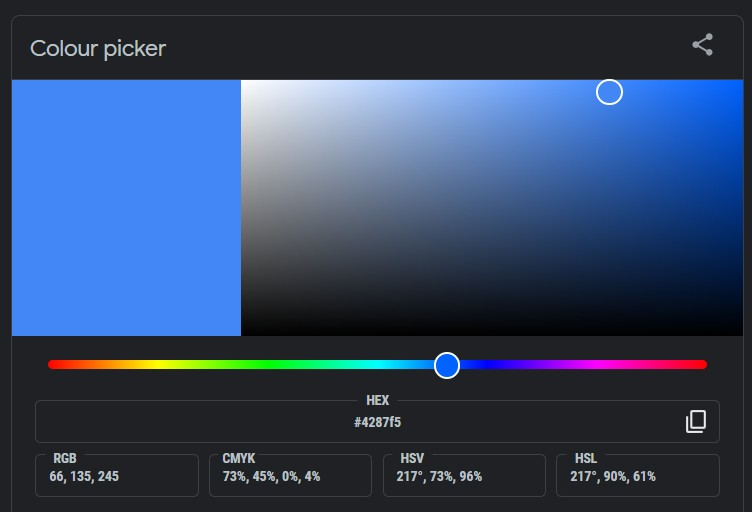 Colour picker
HEX
#4287f5
RGB
66, 135, 245
CMYK
73%, 45%, 0%, 4%
HSV
217°, 73%, 96%
HSL
217°, 90%, 61%